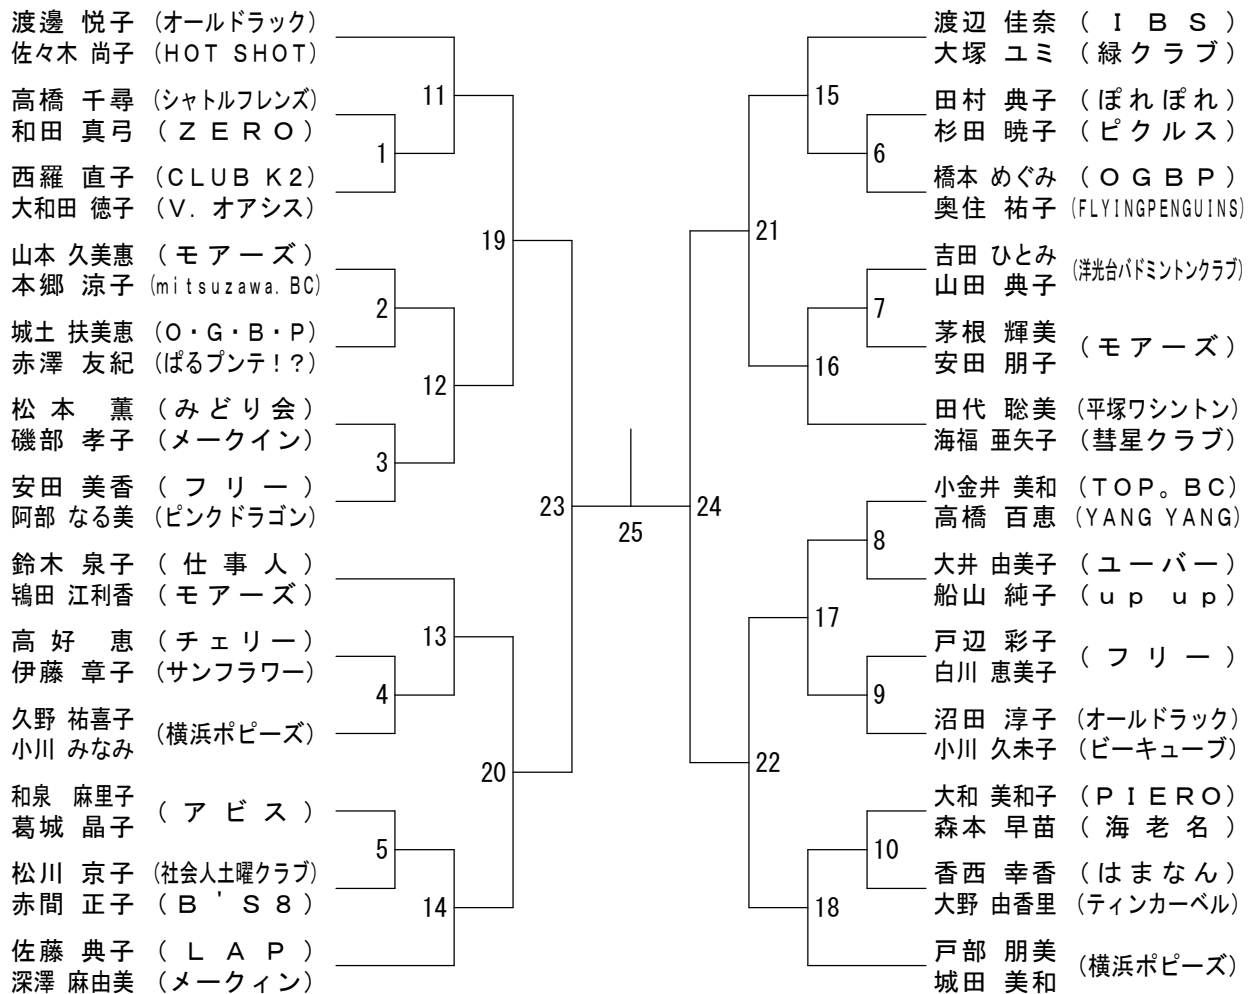 渡邊 悦子 (オールドラック)
佐々木 尚子 (HOT SHOT)
高橋 千尋 (シャトルフレンズ)
和田 真弓 (ZERO)
西羅 直子 (CLUB K2)
大和田 徳子 (V. オアシス)
山本 久美恵 (モアーズ)
本郷 涼子 (mitsuzawa. BC)
城土 扶美恵 (O・G・B・P)
赤澤 友紀 (ぱるプンテ!?)
松本 薫 (みどり会)
磯部 孝子 (メークイン)
安田 美香 (フリー)
阿部 なる美 (ピンクドラゴン)
鈴木 泉子 (仕事人)
鴇田 江利香 (モアーズ)
高好 恵 (チェリー)
伊藤 章子 (サンフラワー)
久野 祐喜子
小川 みなみ
(横浜ポピーズ)
和泉 麻里子
葛城 晶子
(アビス)
松川 京子 (社会人土曜クラブ)
赤間 正子 (B'S8)
佐藤 典子 (LAP)
深澤 麻由美 (メークィン)
11
1
19
2
12
3
23
13
4
20
5
14
25
15
6
21
7
16
24
8
17
9
22
10
18
渡辺 佳奈 (IBS)
大塚 ユミ (緑クラブ)
田村 典子 (ぽれぽれ)
杉田 暁子 (ピクルス)
橋本 めぐみ (OGBP)
奥住 祐子 (FLYINGPENGUINS)
吉田 ひとみ
山田 典子
(洋光台バドミントンクラブ)
茅根 輝美
安田 朋子
(モアーズ)
田代 聡美 (平塚ワシントン)
海福 亜矢子 (彗星クラブ)
小金井 美和 (TOP。BC)
高橋 百恵 (YANG YANG)
大井 由美子 (ユーバー)
船山 純子 (up up)
戸辺 彩子
白川 恵美子
(フリー)
沼田 淳子 (オールドラック)
小川 久未子 (ビーキューブ)
大和 美和子 (PIERO)
森本 早苗 (海老名)
香西 幸香 (はまなん)
大野 由香里 (ティンカーベル)
戸部 朋美
城田 美和
(横浜ポピーズ)